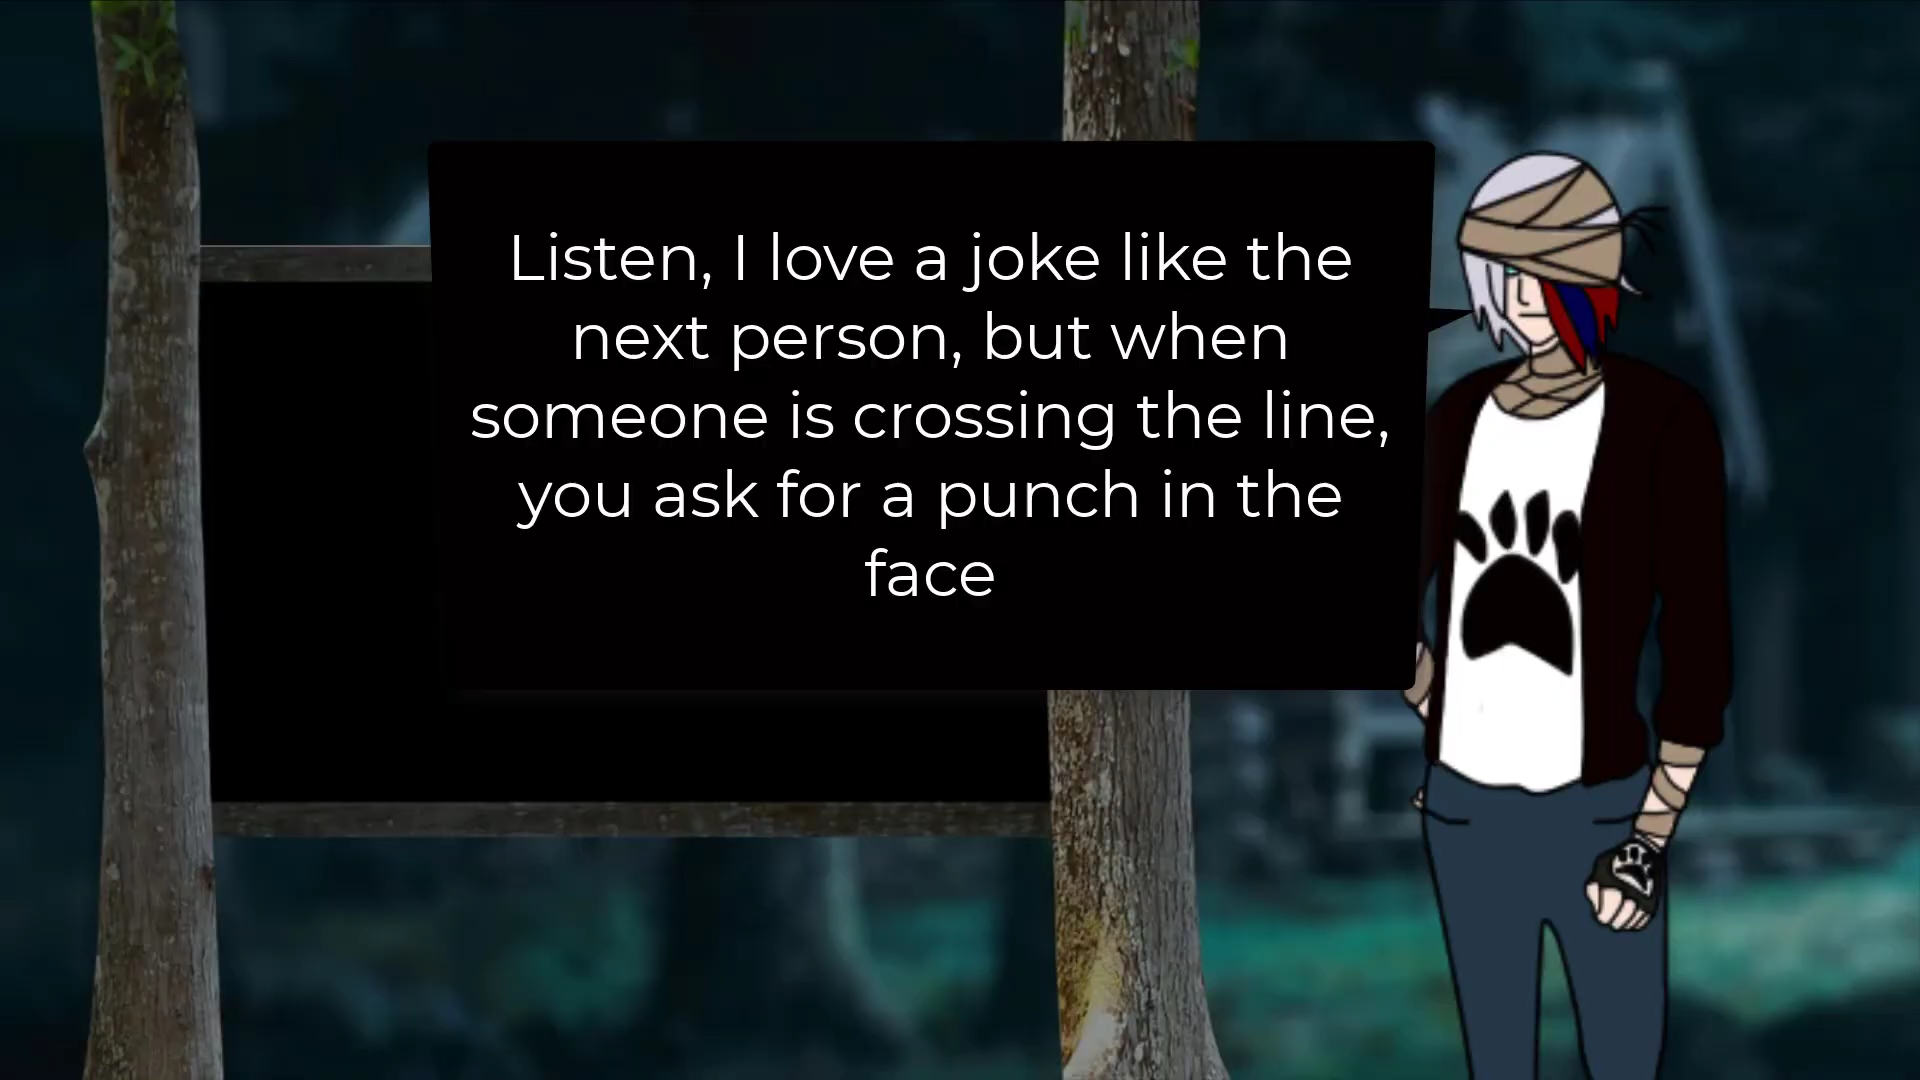 Listen, I love a joke like the
next person, but when
someone is crossing the line,
you ask for a punch in the
face